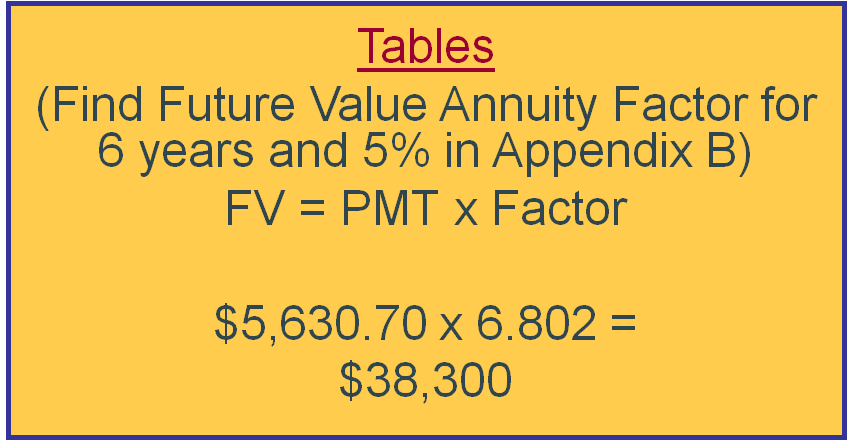 Tables
(Find Future Value Annuity Factor for
6 years and 5% in Appendix B)
FV = PMT x Factor
$5,630.70 x 6.802 =
$38,300